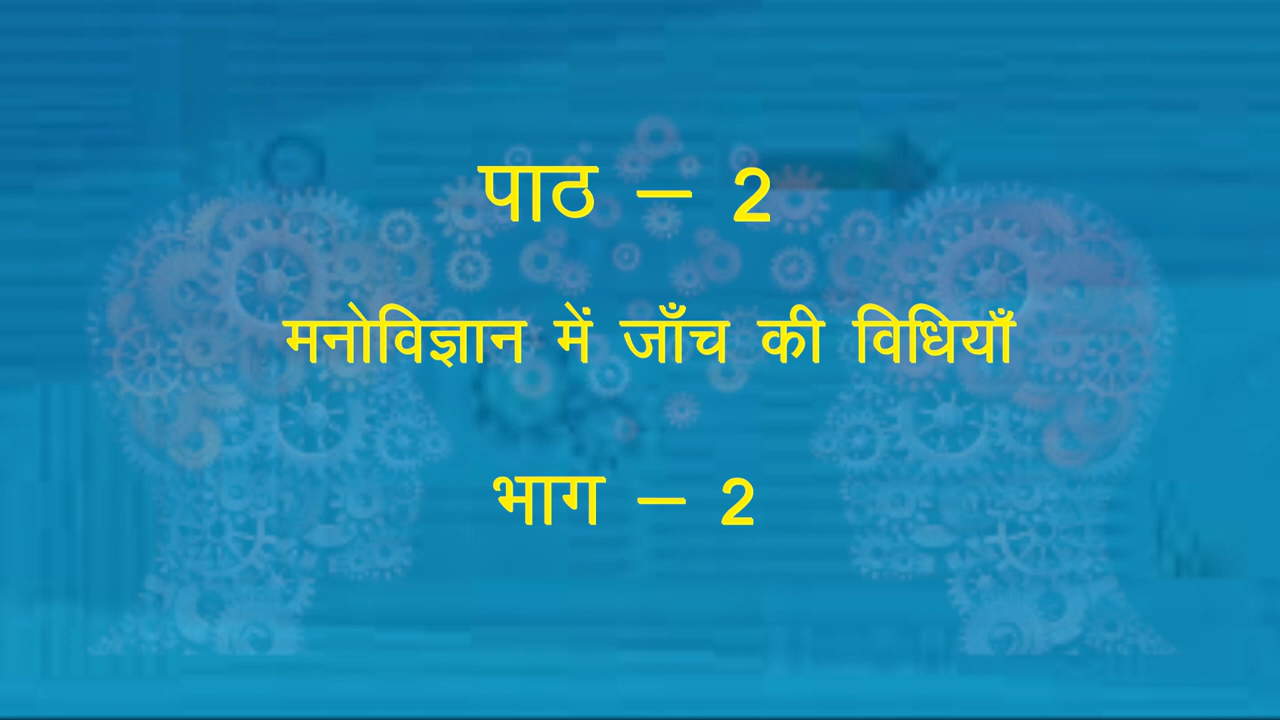 पाठ – 2
मनोविज्ञान में जाँच की विधियाँ
भाग – 2